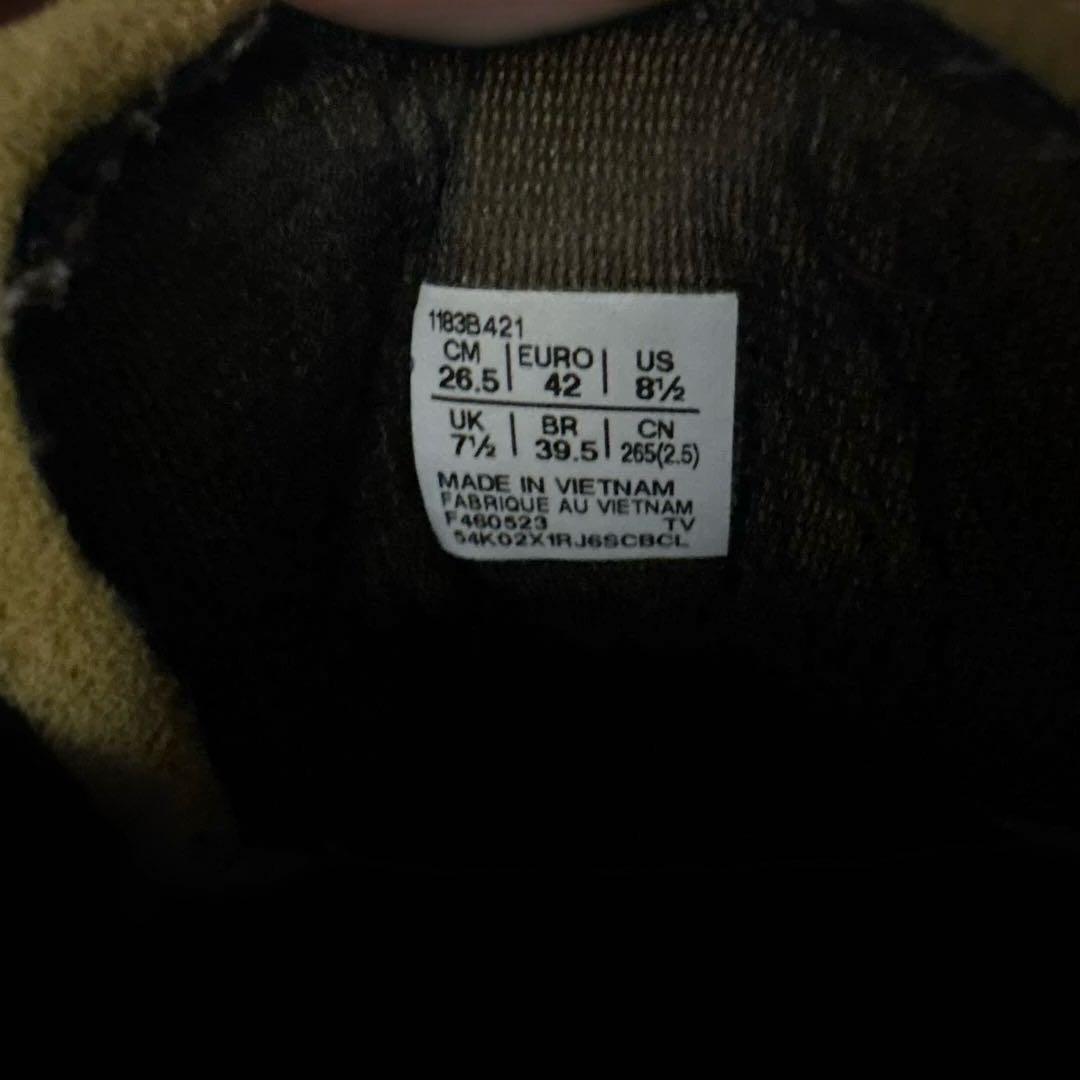 1183B421
CM | EURO | US
26.5 | 42 | 8½
UK | BR | CN
7½ | 39.5 | 265(2.5)
MADE IN VIETNAM
FABRIQUE AU VIETNAM
F460523 TV
54K02X1RJ6SCBCL